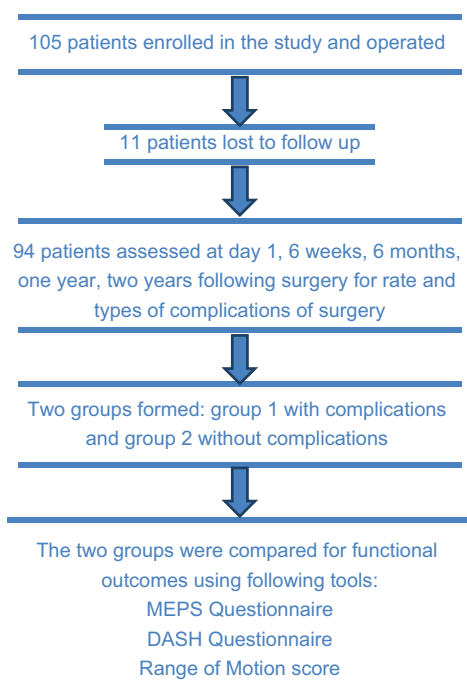 105 patients enrolled in the study and operated
11 patients lost to follow up
94 patients assessed at day 1, 6 weeks, 6 months,
one year, two years following surgery for rate and
types of complications of surgery
Two groups formed: group 1 with complications
and group 2 without complications
The two groups were compared for functional
outcomes using following tools:
MEPS Questionnaire
DASH Questionnaire
Range of Motion score